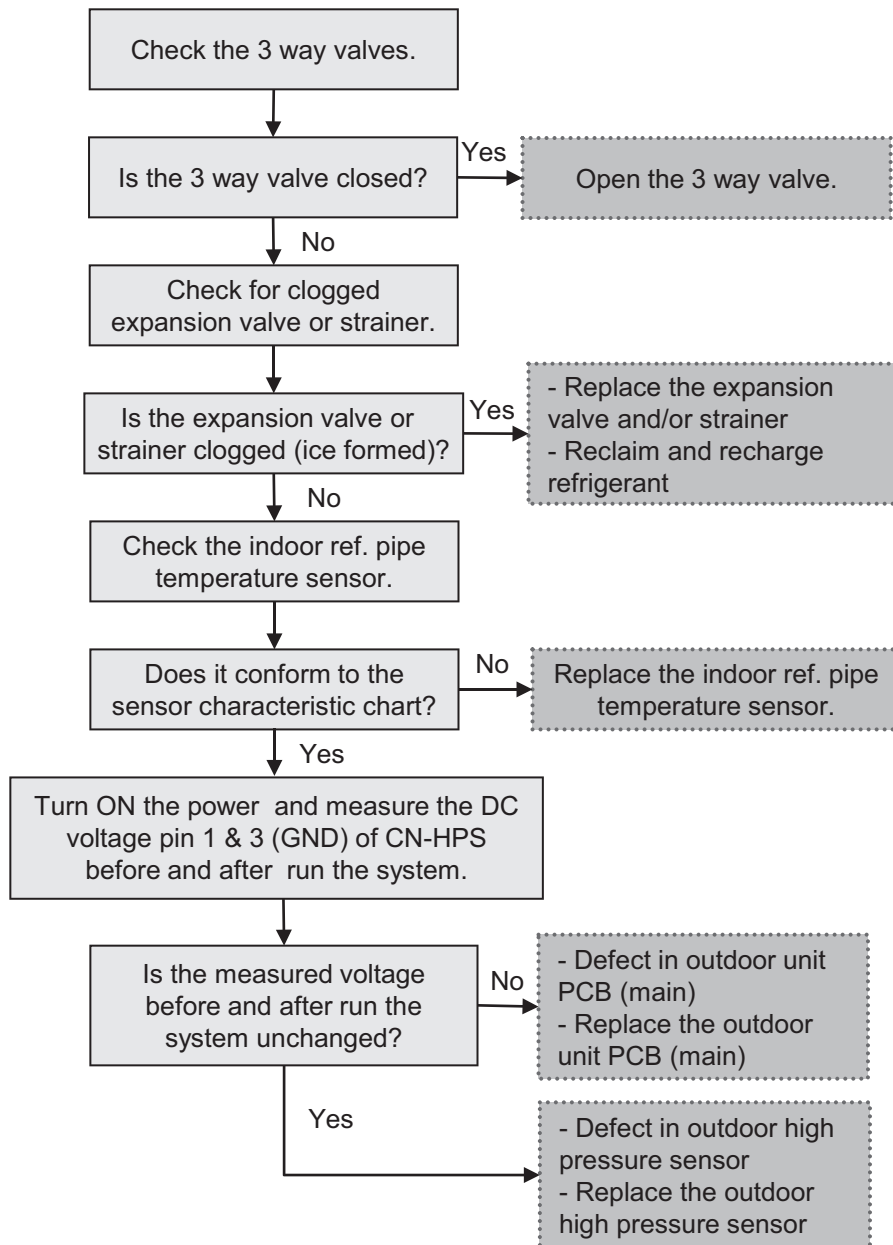 Check the 3 way valves.
Is the 3 way valve closed?
Yes
Open the 3 way valve.
No
Check for clogged
expansion valve or strainer.
Is the expansion valve or
strainer clogged (ice formed)?
Yes
- Replace the expansion
valve and/or strainer
- Reclaim and recharge
refrigerant
No
Check the indoor ref. pipe
temperature sensor.
Does it conform to the
sensor characteristic chart?
No
Replace the indoor ref. pipe
temperature sensor.
Yes
Turn ON the power and measure the DC
voltage pin 1 & 3 (GND) of CN-HPS
before and after run the system.
Is the measured voltage
before and after run the
system unchanged?
No
- Defect in outdoor unit
PCB (main)
- Replace the outdoor
unit PCB (main)
Yes
- Defect in outdoor high
pressure sensor
- Replace the outdoor
high pressure sensor